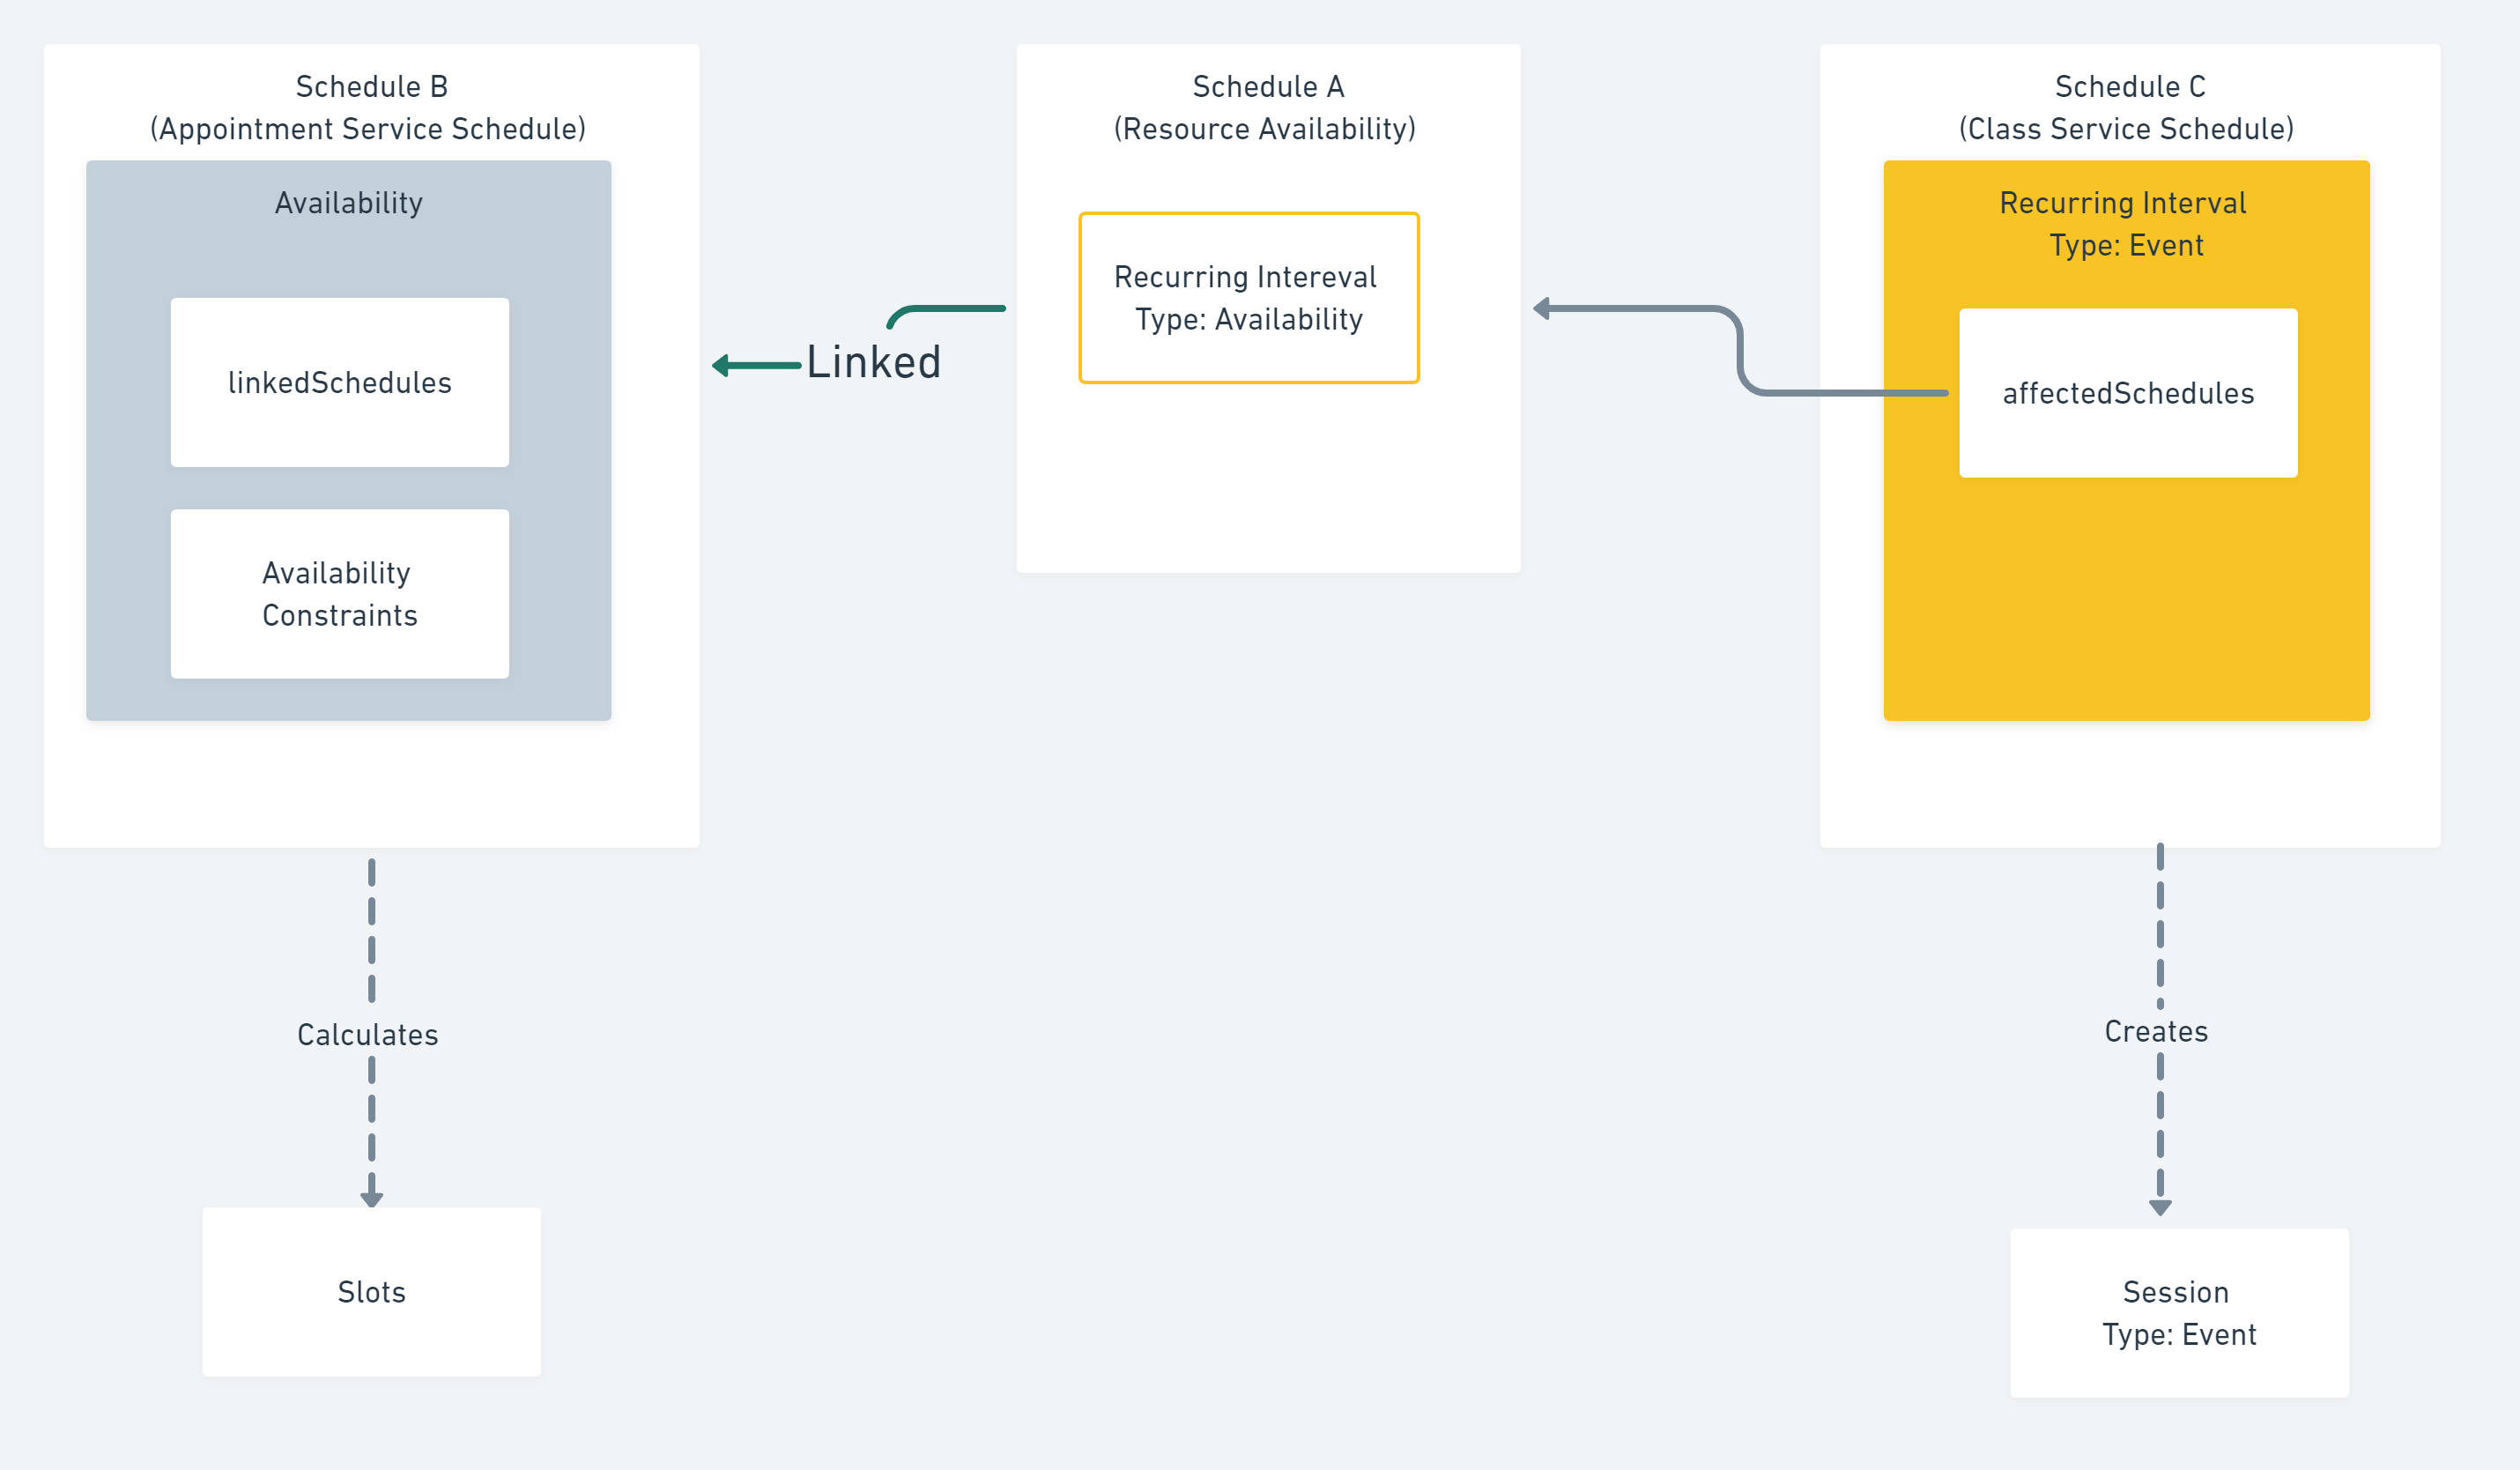 Schedule B
(Appointment Service Schedule)
Availability
linkedSchedules
Availability
Constraints
Linked
Schedule A
(Resource Availability)
Recurring Intereval
Type: Availability
Schedule C
(Class Service Schedule)
Recurring Interval
Type: Event
affectedSchedules
Calculates
Creates
Slots
Session
Type: Event